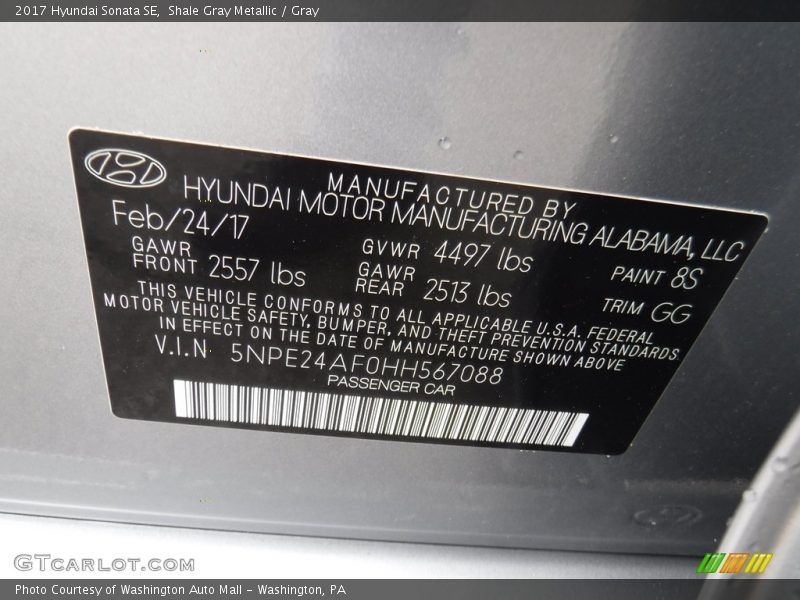 2017 Hyundai Sonata SE,  Shale Gray Metallic / Gray
MANUFACTURED BY
HYUNDAI MOTOR MANUFACTURING ALABAMA, LLC
Feb/24/17
GAWR FRONT 2557 lbs
GVWR 4497 lbs
GAWR REAR 2513 lbs
PAINT 8S
TRIM GG
THIS VEHICLE CONFORMS TO ALL APPLICABLE U.S.A. FEDERAL
MOTOR VEHICLE SAFETY, BUMPER, AND THEFT PREVENTION STANDARDS
IN EFFECT ON THE DATE OF MANUFACTURE SHOWN ABOVE
V.I.N 5NPE24AF0HH567088
PASSENGER CAR
GTCARLOT.COM
Photo Courtesy of Washington Auto Mall - Washington, PA